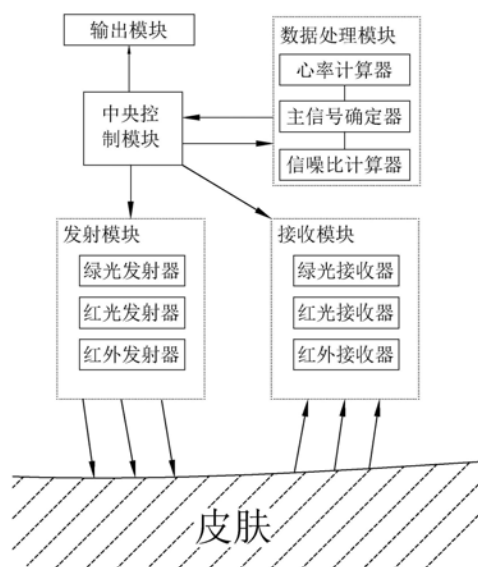 输出模块
数据处理模块
心率计算器
主信号确定器
信噪比计算器
中央控
制模块
发射模块
绿光发射器
红光发射器
红外发射器
接收模块
绿光接收器
红光接收器
红外接收器
皮肤